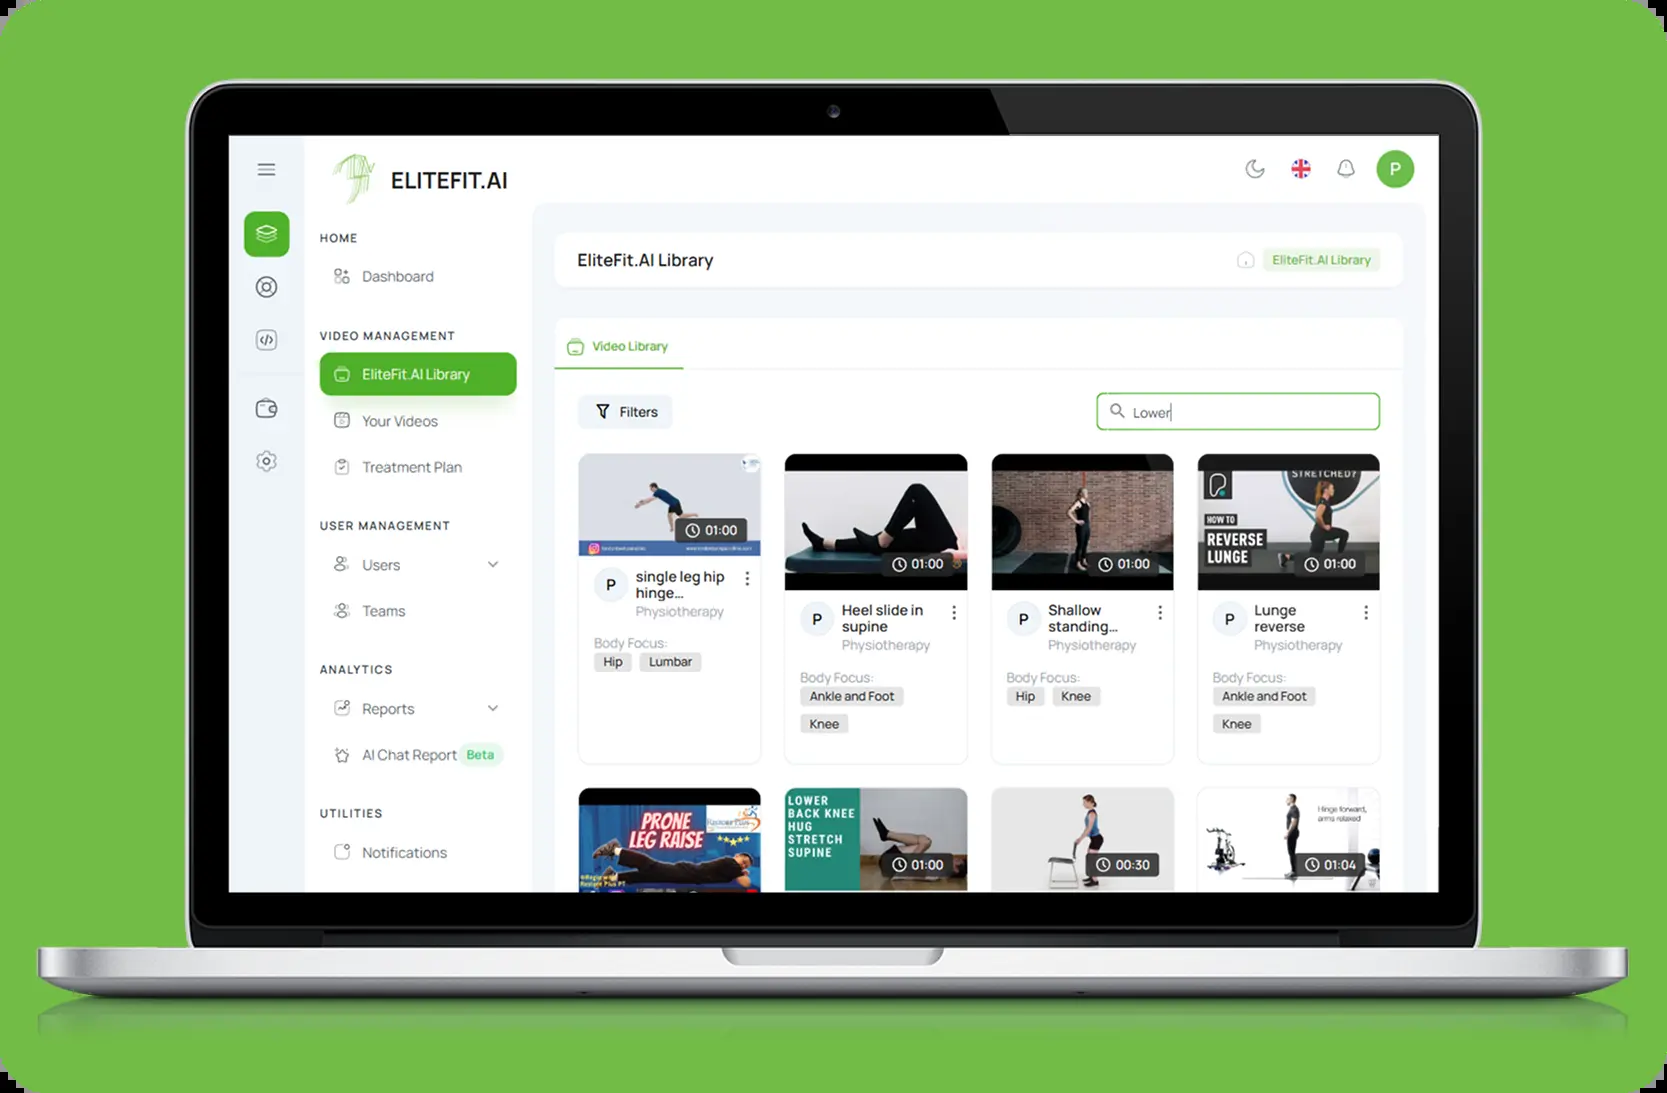 ELITEFIT.AI
P
HOME
Dashboard
VIDEO MANAGEMENT
EliteFit.AI Library
Your Videos
Treatment Plan
USER MANAGEMENT
Users
Teams
ANALYTICS
Reports
AI Chat Report Beta
UTILITIES
Notifications
EliteFit.AI Library
EliteFit.AI Library
Video Library
Filters
Lower
01:00
P
single leg hip
hinge...
Physiotherapy
Body Focus:
Hip Lumbar
01:00
P
Heel slide in
supine
Physiotherapy
Body Focus:
Ankle and Foot
Knee
01:00
P
Shallow
standing...
Physiotherapy
Body Focus:
Hip Knee
STRETCHED?
HOW TO
REVERSE
LUNGE
01:00
P
Lunge
reverse
Physiotherapy
Body Focus:
Ankle and Foot
Knee
PRONE
LEG RAISE
LOWER
BACK KNEE
HUG
STRETCH
SUPINE
01:00
00:30
Hinge forward,
arms relaxed
01:04